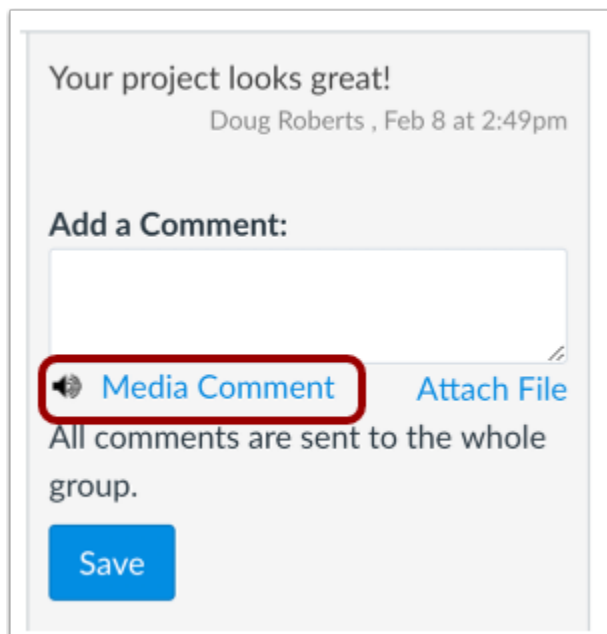 Your project looks great!
Doug Roberts , Feb 8 at 2:49pm
Add a Comment:
Media Comment
Attach File
All comments are sent to the whole
group.
Save